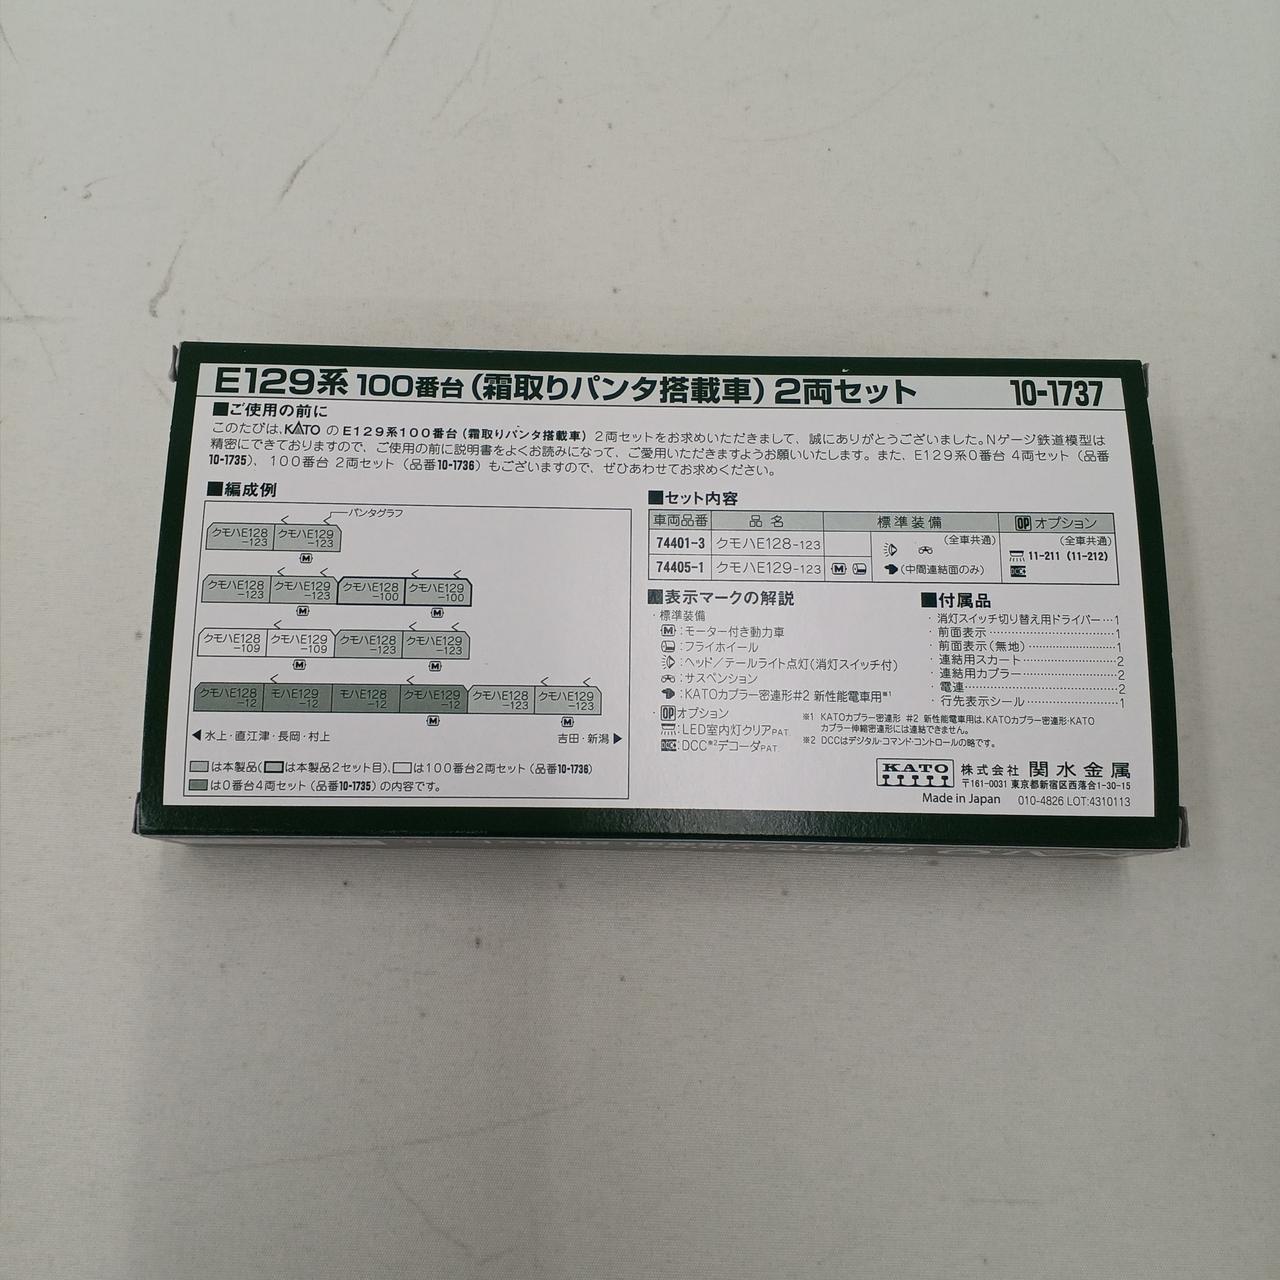 E129系 100番台(霜取りパンタ搭載車) 2両セット 10-1737
■ご使用の前に
このたびは、KATO の E129系100番台 (霜取りパンタ搭載車) 2両セットをお求めいただきまして、誠にありがとうございました。Nゲージ鉄道模型は
精密にできておりますので、ご使用の前に説明書をよくお読みになって、ご愛用いただきますようお願いいたします。また、E129系0番台 4両セット (品番
10-1735)、100番台 2両セット (品番10-1736) もございますので、ぜひあわせてお求めください。
■編成例
パンタグラフ
クモハE128-123 クモハE129-123
M
クモハE128-123 クモハE129-123 クモハE128-100 クモハE129-100
M M
クモハE128-109 クモハE129-109 クモハE128-123 クモハE129-123
M M
クモハE128-12 モハE129-12 モハE128-12 クモハE129-12 クモハE128-123 クモハE129-123
M M
◀水上・直江津・長岡・村上 吉田・新潟▶
は本製品(は本製品2セット目)、は100番台2両セット (品番10-1736)
は0番台4両セット (品番10-1735) の内容です。
■セット内容
車両品番 品名 標準装備 OP オプション
74401-3 クモハE128-123 (全車共通) (全車共通)
11-211 (11-212)
74405-1 クモハE129-123 M (中間連結面のみ) DCC
■表示マークの解説
・標準装備
M:モーター付き動力車
:フライホイール
:ヘッド/テールライト点灯(消灯スイッチ付)
:サスペンション
:KATOカプラー密連形#2 新性能電車用※1
・OPオプション
:LED室内灯クリアPAT.
DCC:DCC※2デコーダPAT.
■付属品
・消灯スイッチ切り替え用ドライバー…1
・前面表示………1
・前面表示(無地)………1
・連結用スカート………2
・連結用カプラー………2
・電連………2
・行先表示シール………1
※1 KATOカプラー密連形 #2 新性能電車用は、KATOカプラー密連形・KATO
カプラー伸縮密連形には連結できません。
※2 DCCはデジタル・コマンド・コントロールの略です。
KATO 株式会社 関水金属
〒161-0031 東京都新宿区西落合1-30-15
Made in Japan 010-4826 LOT:4310113